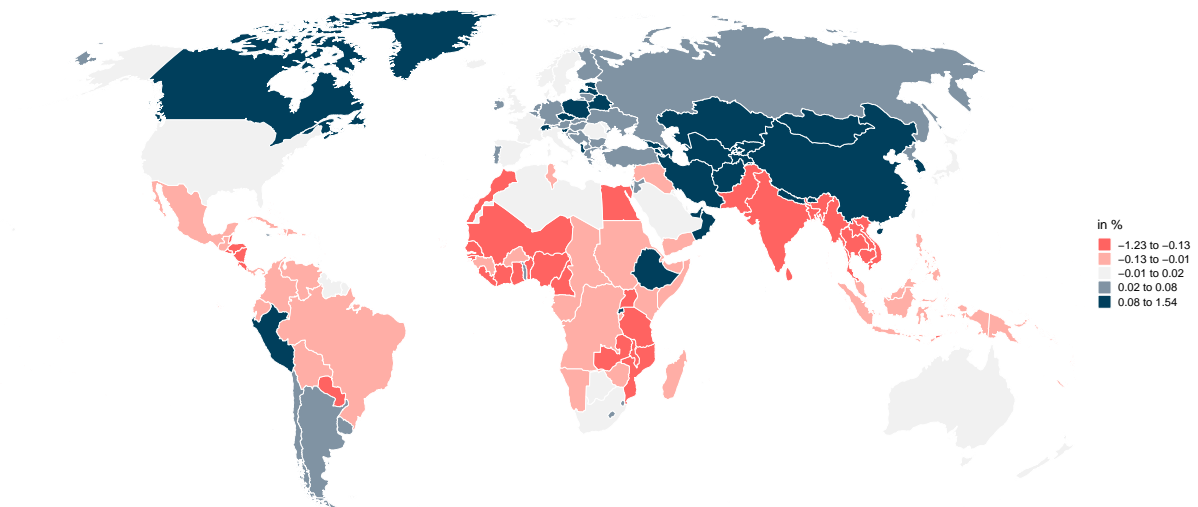 in %
−1.23 to −0.13
−0.13 to −0.01
−0.01 to 0.02
0.02 to 0.08
0.08 to 1.54